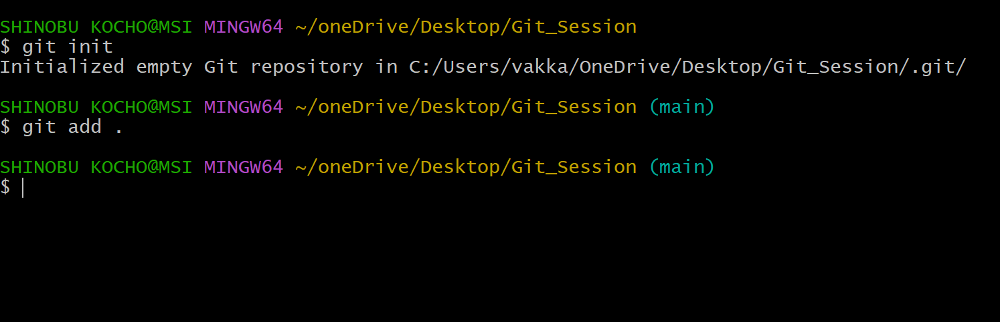 SHINOBU KOCHO@MSI MINGW64 ~/oneDrive/Desktop/Git_Session
$ git init
Initialized empty Git repository in C:/Users/vakka/OneDrive/Desktop/Git_Session/.git/
SHINOBU KOCHO@MSI MINGW64 ~/oneDrive/Desktop/Git_Session (main)
$ git add .
SHINOBU KOCHO@MSI MINGW64 ~/oneDrive/Desktop/Git_Session (main)
$